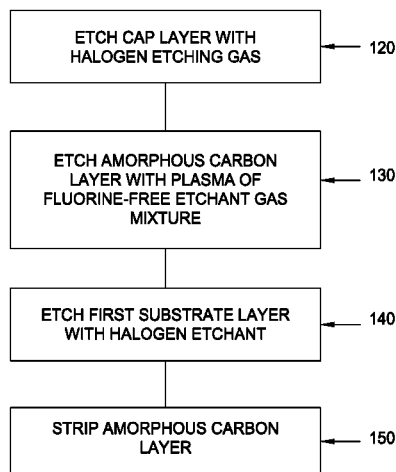 ETCH CAP LAYER WITH
HALOGEN ETCHING GAS
120
ETCH AMORPHOUS CARBON
LAYER WITH PLASMA OF
FLUORINE-FREE ETCHANT GAS
MIXTURE
130
ETCH FIRST SUBSTRATE LAYER
WITH HALOGEN ETCHANT
140
STRIP AMORPHOUS CARBON
LAYER
150